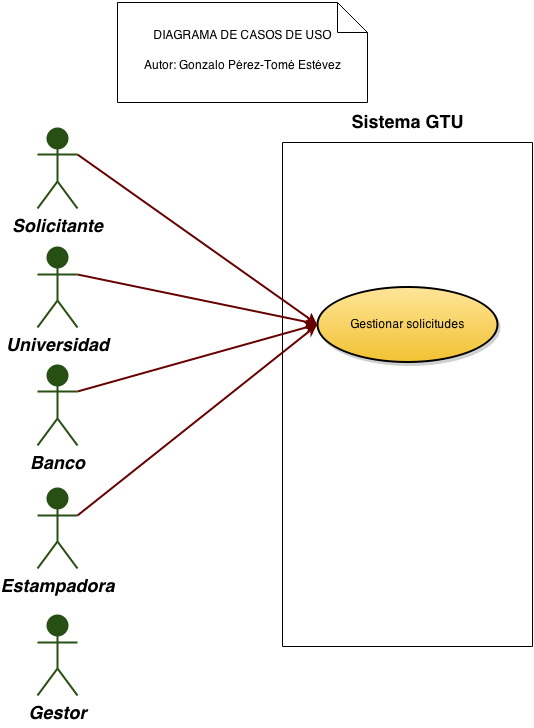 DIAGRAMA DE CASOS DE USO
Autor: Gonzalo Pérez-Tomé Estévez
Sistema GTU
Solicitante
Universidad
Gestionar solicitudes
Banco
Estampadora
Gestor